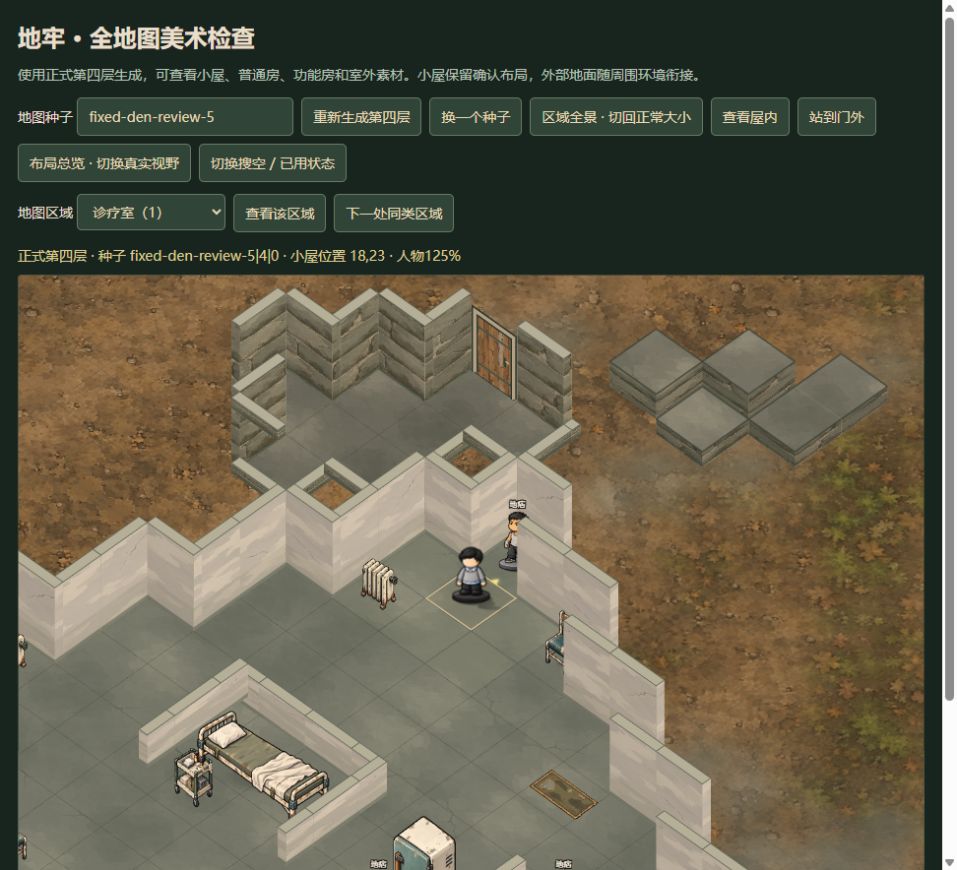 地牢・全地图美术检查
使用正式第四层生成，可查看小屋、普通房、功能房和室外素材。小屋保留确认布局，外部地面随周围环境衔接。
地图种子 fixed-den-review-5 重新生成第四层 换一个种子 区域全景・切回正常大小 查看屋内 站到门外
布局总览・切换真实视野 切换搜空 / 已用状态
地图区域 诊疗室（1） 查看该区域 下一处同类区域
正式第四层・种子 fixed-den-review-5|4|0・小屋位置 18,23・人物125%